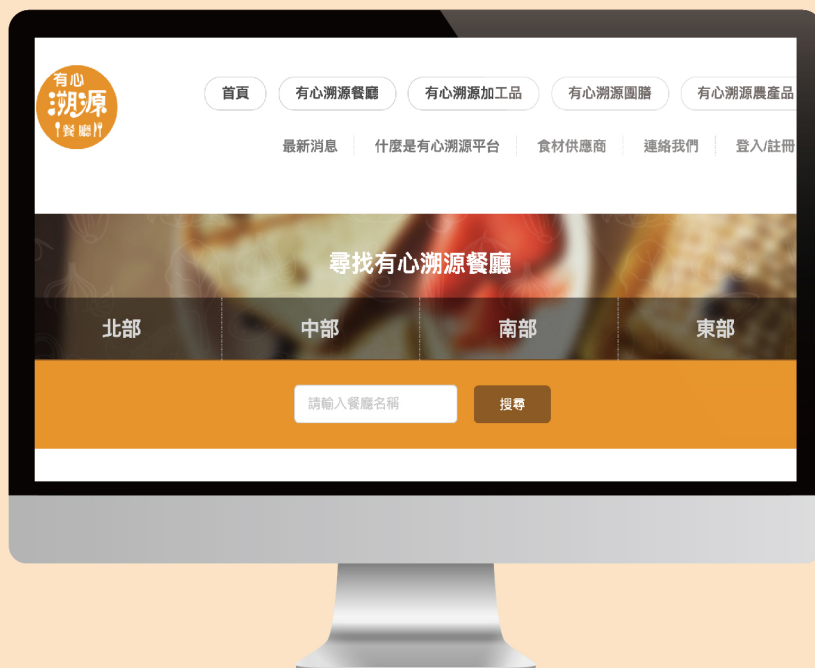 有心
溯源
餐廳
首頁 有心溯源餐廳 有心溯源加工品 有心溯源團膳 有心溯源農產品
最新消息 什麼是有心溯源平台 食材供應商 連絡我們 登入/註冊
尋找有心溯源餐廳
北部 中部 南部 東部
請輸入餐廳名稱 搜尋